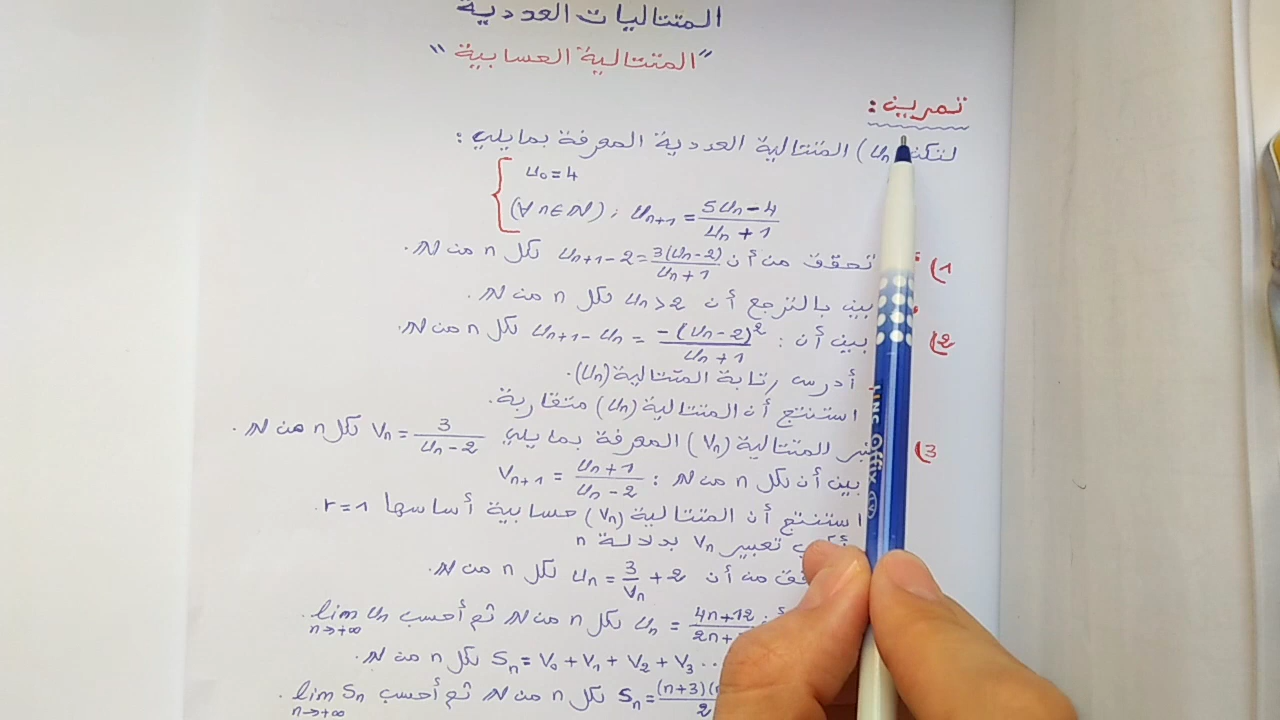 المتتاليات العددية
"المتتالية الحسابية"
تمرين:
لتكن (Un) المتتالية العددية المعرفة بمايلي:
U0 = 4
(∀n∈ℕ); Un+1 = (5Un - 4)/(Un + 1)
1) تحقق من أن Un+1 - 2 = 3(Un - 2)/(Un + 1) لكل n من ℕ.
بين بالترجع أن Un > 2 لكل n من ℕ.
2) بين أن: Un+1 - Un = -(Un - 2)²/(Un + 1) لكل n من ℕ.
أدرس رتابة المتتالية (Un).
استنتج أن المتتالية (Un) متقاربة.
3) المتتالية (Vn) المعرفة بمايلي Vn = 3/(Un - 2) لكل n من ℕ.
بين أن لكل n من ℕ: Vn+1 = (Un + 1)/(Un - 2)
استنتج أن المتتالية (Vn) حسابية أساسها r = 1.
تعبير Vn بدلالة n
من أن Un = 3/Vn + 2 لكل n من ℕ.
Un = (4n+12)/(2n+ لكل n من ℕ ثم أحسب lim Un n→+∞
Sn = V0 + V1 + V2 + V3 .. لكل n من ℕ.
Sn = (n+3)( 2 لكل n من ℕ ثم أحسب lim Sn n→+∞.